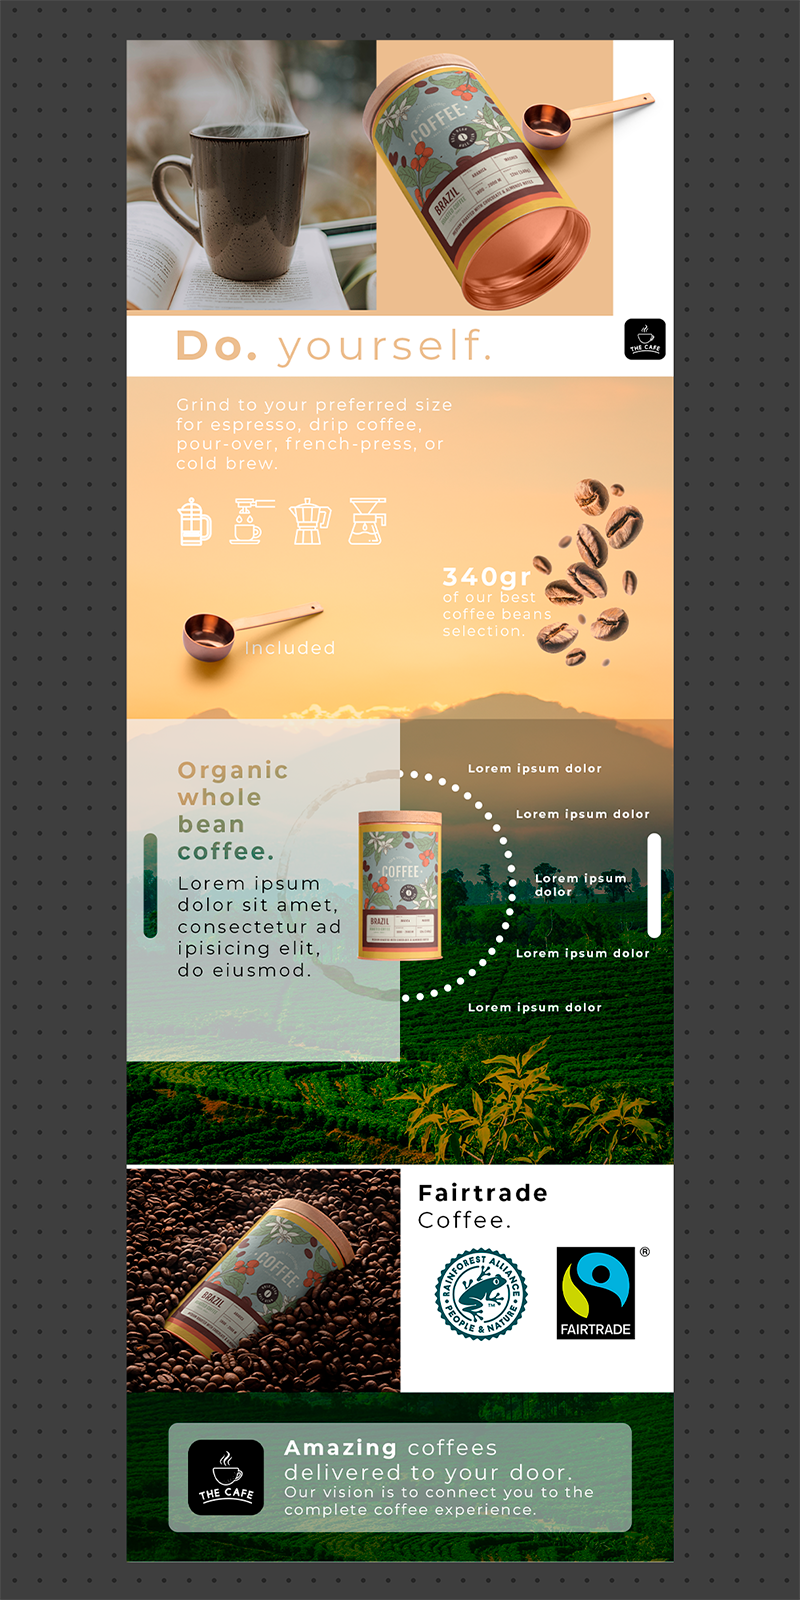 COFFEE
BRAZIL
ARABICA
THE CAFE
Do. yourself.
Grind to your preferred size
for espresso, drip coffee,
pour-over, french-press, or
cold brew.
340gr
of our best
coffee beans
selection.
Included
Organic
whole
bean
coffee.
Lorem ipsum
dolor sit amet,
consectetur ad
ipisicing elit,
do eiusmod.
COFFEE
BRAZIL
Lorem ipsum dolor
Lorem ipsum dolor
Lorem ipsum
dolor
Lorem ipsum dolor
Lorem ipsum dolor
COFFEE
BRAZIL
Fairtrade
Coffee.
RAINFOREST ALLIANCE
PEOPLE & NATURE
TM
FAIRTRADE
®
THE CAFE
Amazing coffees
delivered to your door.
Our vision is to connect you to the
complete coffee experience.